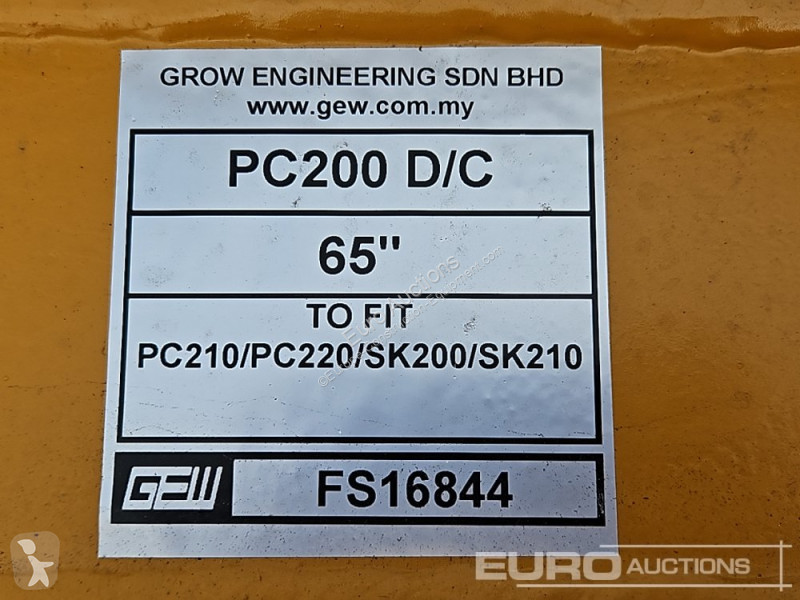 GROW ENGINEERING SDN BHD
www.gew.com.my
PC200 D/C
65"
TO FIT
PC210/PC220/SK200/SK210
GEW FS16844
EURO AUCTIONS